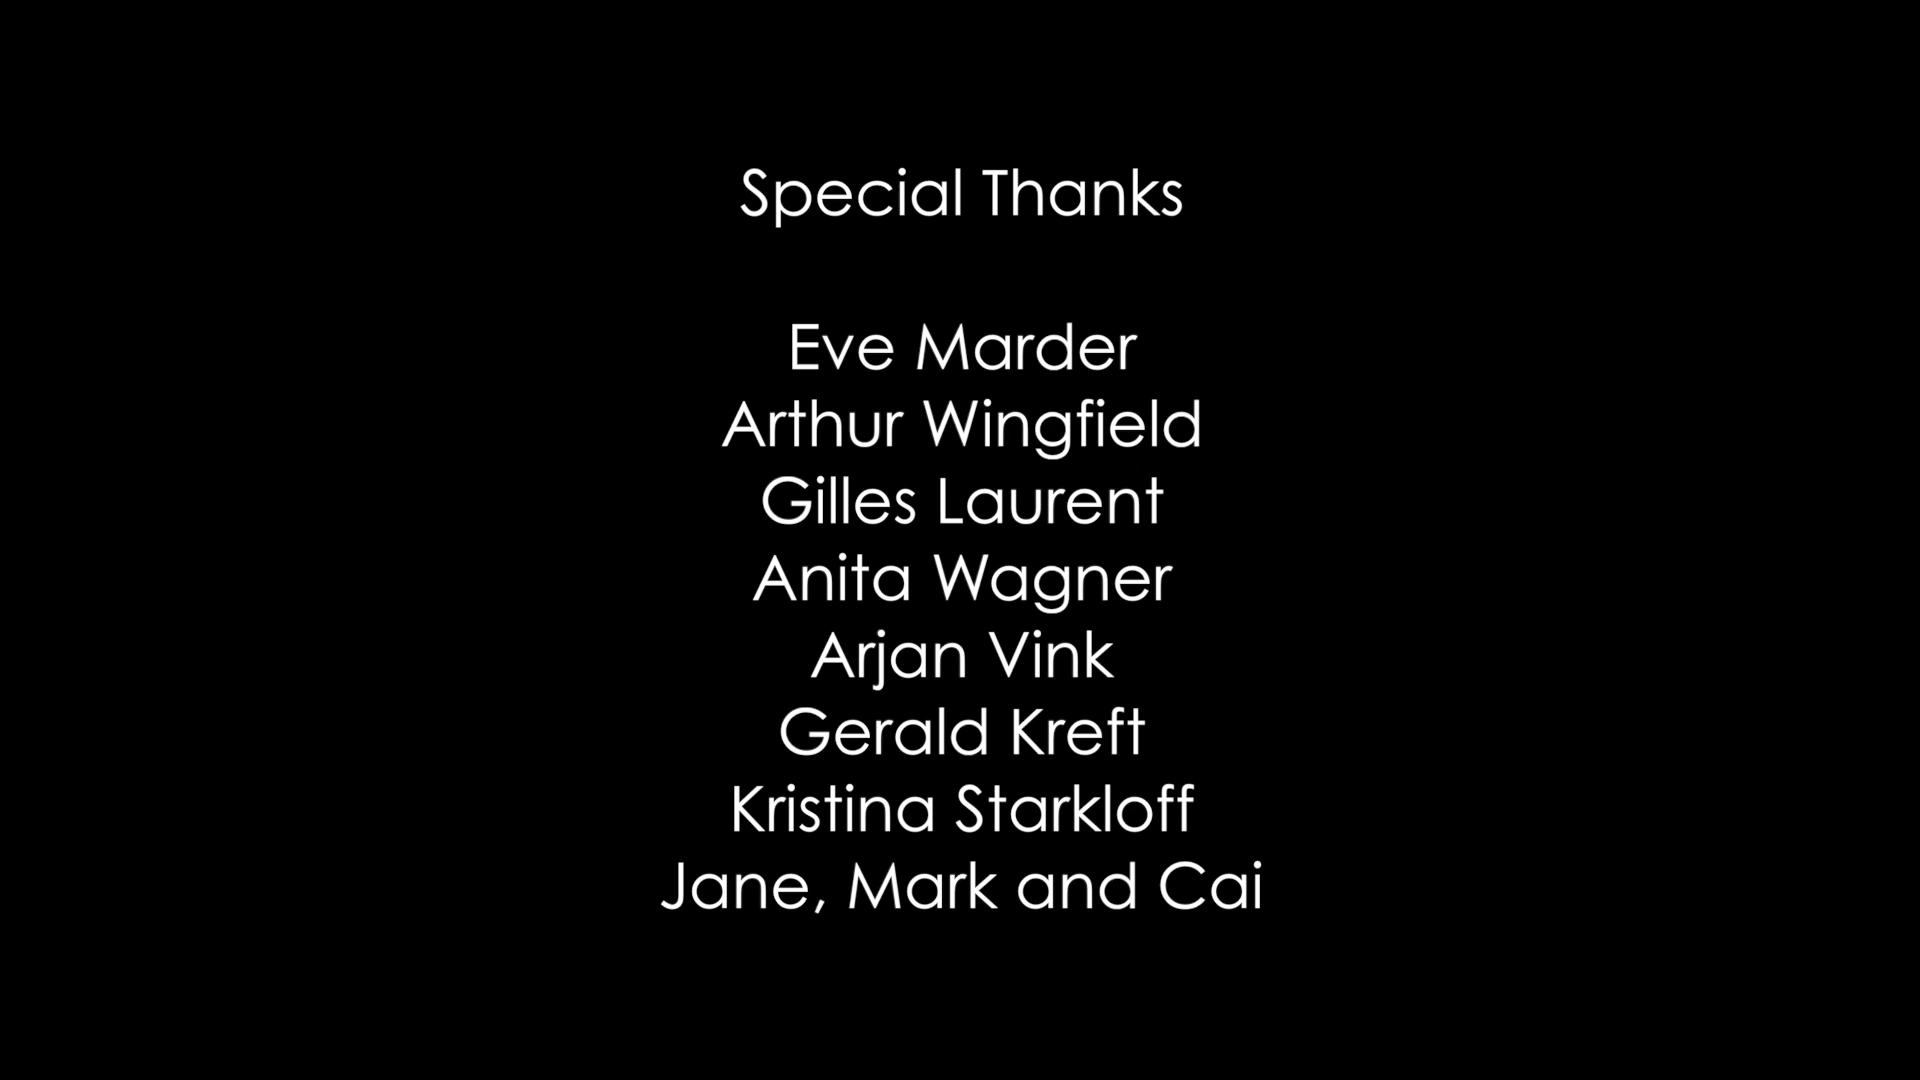 Special Thanks
Eve Marder
Arthur Wingfield
Gilles Laurent
Anita Wagner
Arjan Vink
Gerald Kreft
Kristina Starkloff
Jane, Mark and Cai